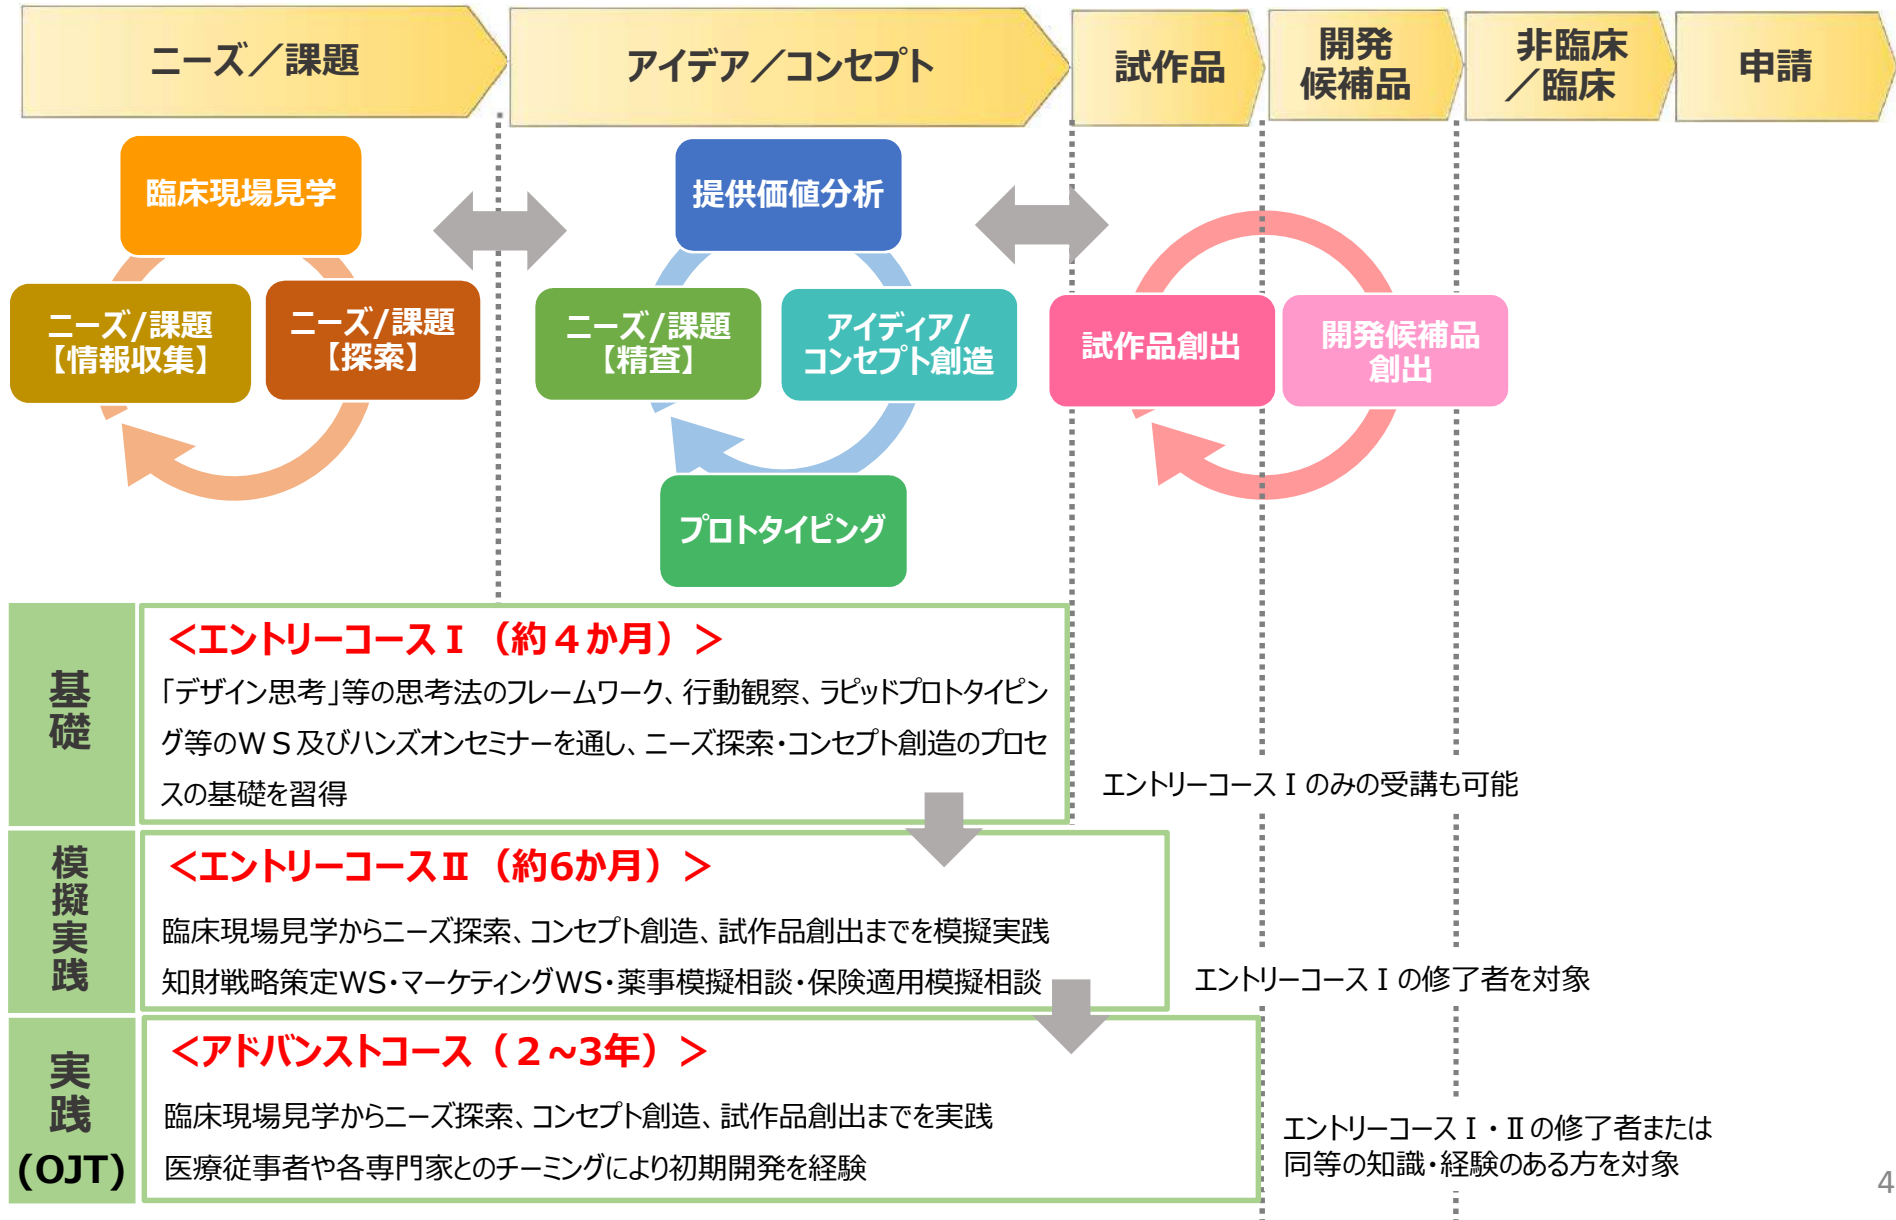 ニーズ／課題
アイデア／コンセプト
試作品
開発
候補品
非臨床
／臨床
申請
臨床現場見学
ニーズ/課題
【情報収集】
ニーズ/課題
【探索】
提供価値分析
ニーズ/課題
【精査】
アイディア/
コンセプト創造
プロトタイピング
試作品創出
開発候補品
創出
基礎
＜エントリーコースⅠ（約４か月）＞
「デザイン思考」等の思考法のフレームワーク、行動観察、ラピッドプロトタイピン
グ等のWＳ及びハンズオンセミナーを通し、ニーズ探索・コンセプト創造のプロセ
スの基礎を習得
エントリーコースⅠのみの受講も可能
模擬実践
＜エントリーコースⅡ（約6か月）＞
臨床現場見学からニーズ探索、コンセプト創造、試作品創出までを模擬実践
知財戦略策定WS・マーケティングWS・薬事模擬相談・保険適用模擬相談
エントリーコースⅠの修了者を対象
実践
(OJT)
＜アドバンストコース（２~3年）＞
臨床現場見学からニーズ探索、コンセプト創造、試作品創出までを実践
医療従事者や各専門家とのチーミングにより初期開発を経験
エントリーコースⅠ・Ⅱの修了者または
同等の知識・経験のある方を対象
4